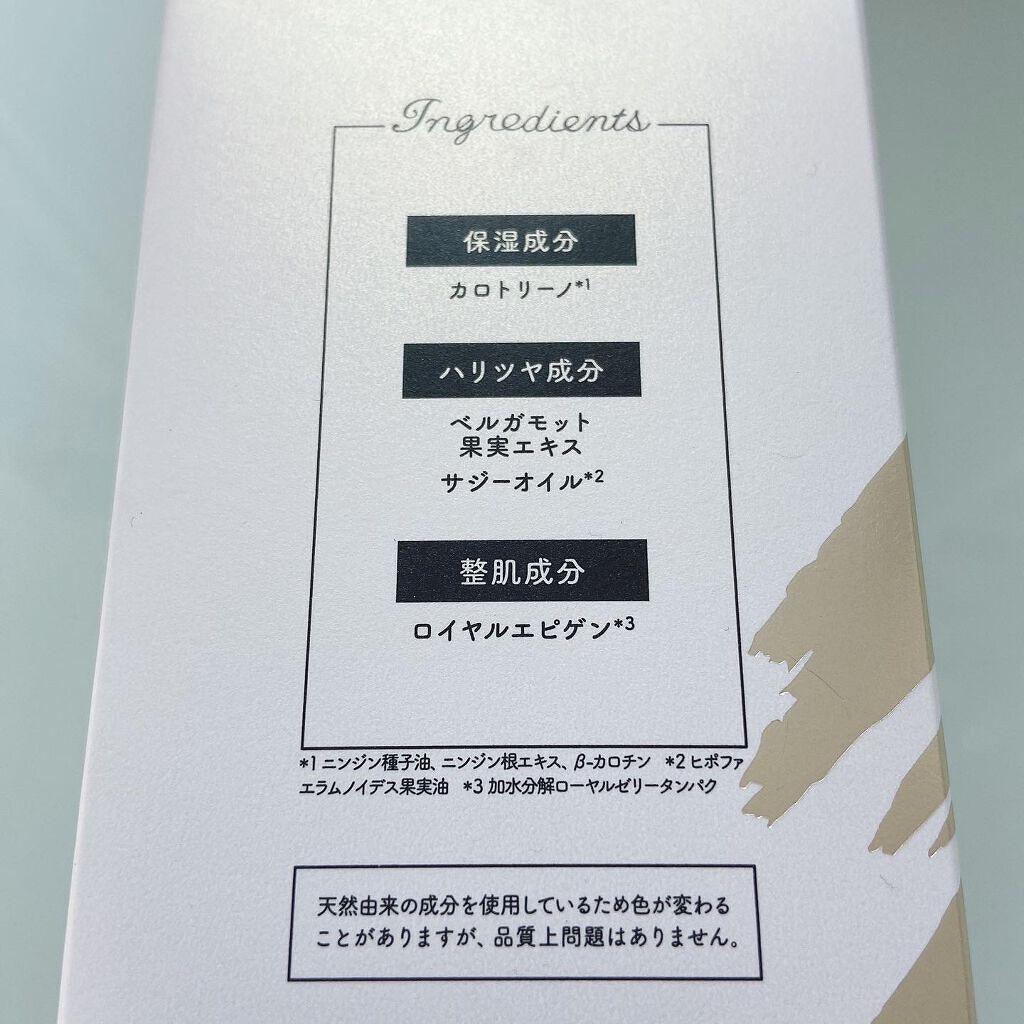 Ingredients
保湿成分
カロトリーノ*1
ハリツヤ成分
ベルガモット
果実エキス
サジーオイル*2
整肌成分
ロイヤルエピゲン*3
*1 ニンジン種子油、ニンジン根エキス、β-カロチン *2 ヒポファ
エラムノイデス果実油 *3 加水分解ローヤルゼリータンパク
天然由来の成分を使用しているため色が変わる
ことがありますが、品質上問題はありません。